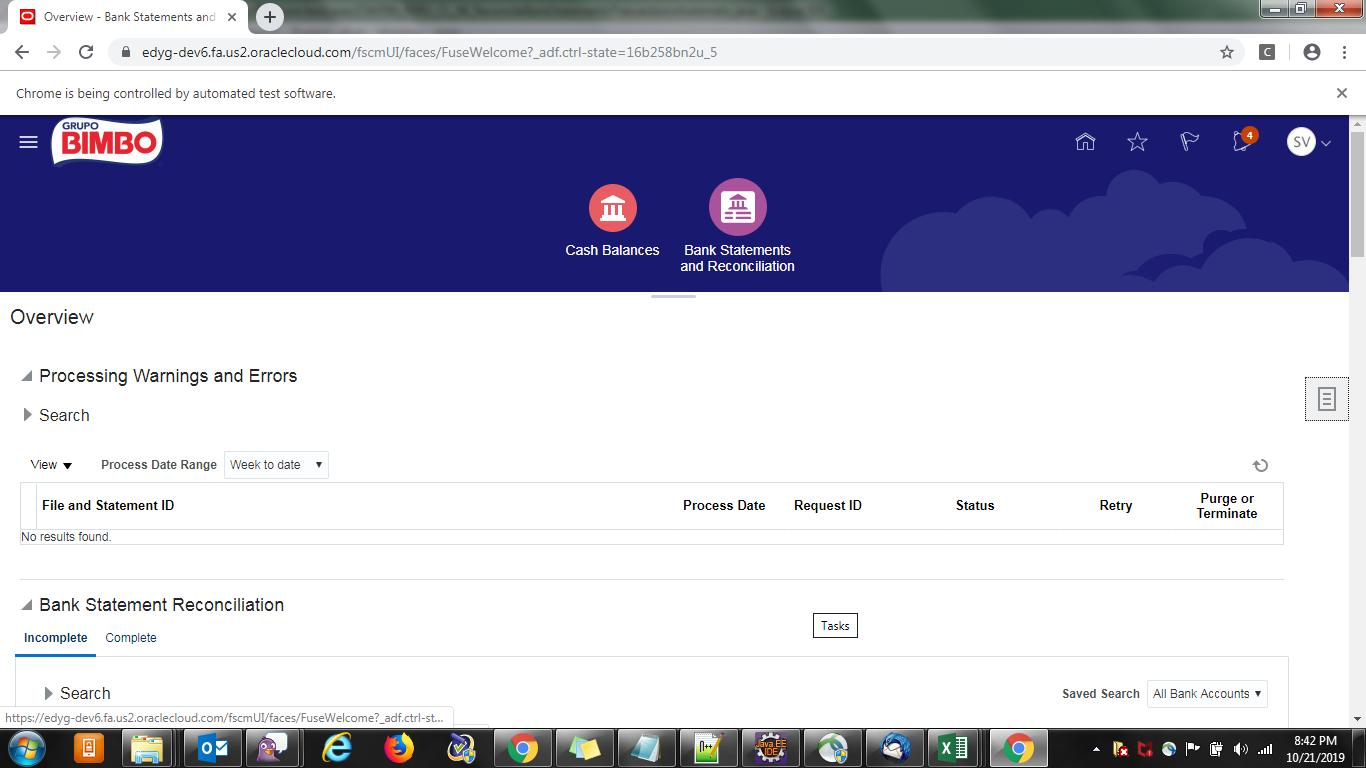 Overview - Bank Statements and
edyg-dev6.fa.us2.oraclecloud.com/fscmUI/faces/FuseWelcome?_adf.ctrl-state=16b258bn2u_5
C
Chrome is being controlled by automated test software.
GRUPO
BIMBO
4
SV
Cash Balances
Bank Statements
and Reconciliation
Overview
Processing Warnings and Errors
Search
View
Process Date Range
Week to date
File and Statement ID
Process Date
Request ID
Status
Retry
Purge or
Terminate
No results found.
Bank Statement Reconciliation
Tasks
Incomplete
Complete
Search
Saved Search
All Bank Accounts
https://edyg-dev6.fa.us2.oraclecloud.com/fscmUI/faces/FuseWelcome?_adf.ctrl-st...
Java EE
IDE
8:42 PM
10/21/2019